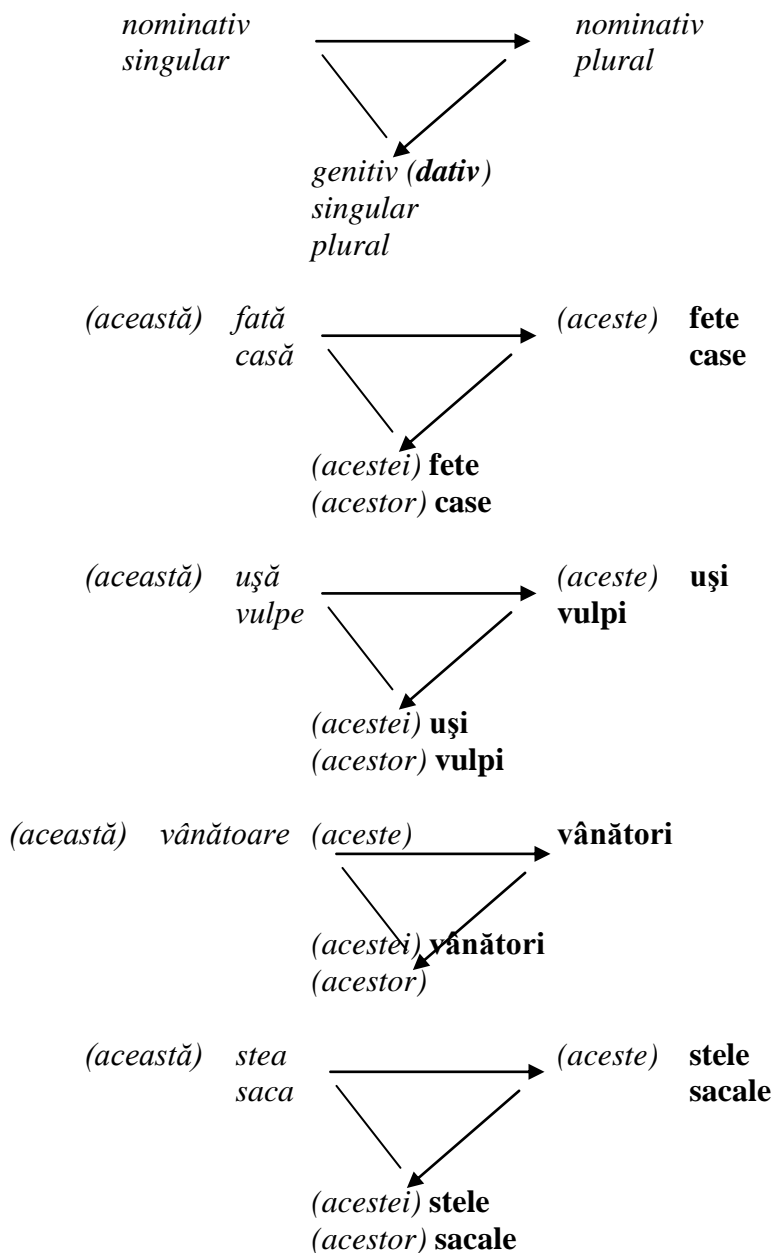 nominativ nominativ
singular plural
genitiv (dativ)
singular
plural
(această) fată (aceste) fete
casă case
(acestei) fete
(acestor) case
(această) uşă (aceste) uşi
vulpe vulpi
(acestei) uşi
(acestor) vulpi
(această) vânătoare (aceste) vânători
(acestei) vânători
(acestor)
(această) stea (aceste) stele
saca sacale
(acestei) stele
(acestor) sacale